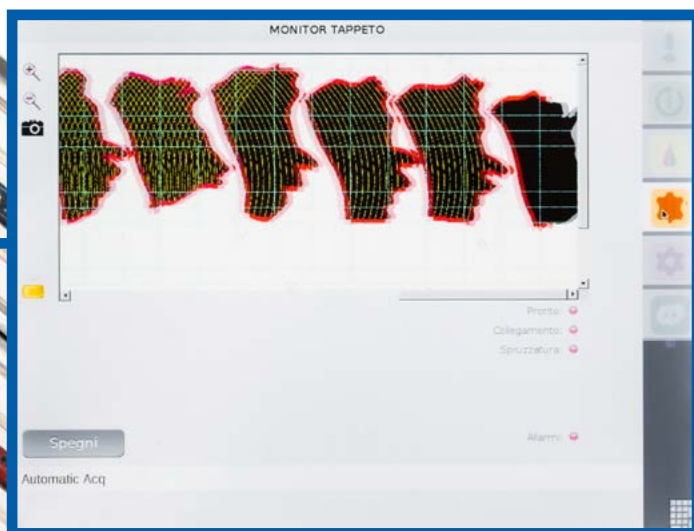 MONITOR TAPPETO
Pronto:
Collegamento:
Spruzzatura:
Allarmi:
Spegni
Automatic Acq